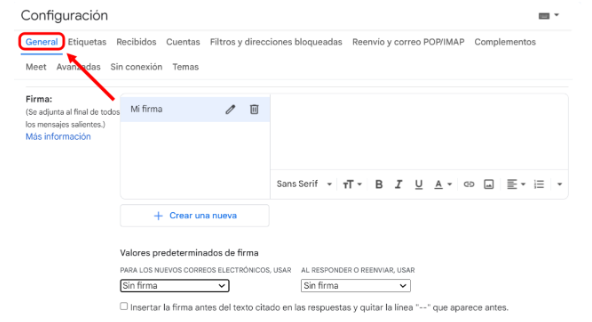 Configuración
General Etiquetas Recibidos Cuentas Filtros y direcciones bloqueadas Reenvío y correo POP/IMAP Complementos
Meet Avanzadas Sin conexión Temas
Firma:
(Se adjunta al final de todos
los mensajes salientes.)
Más información
Mi firma
Sans Serif
B I U A
+ Crear una nueva
Valores predeterminados de firma
PARA LOS NUEVOS CORREOS ELECTRÓNICOS, USAR AL RESPONDER O REENVIAR, USAR
Sin firma Sin firma
Insertar la firma antes del texto citado en las respuestas y quitar la línea "--" que aparece antes.